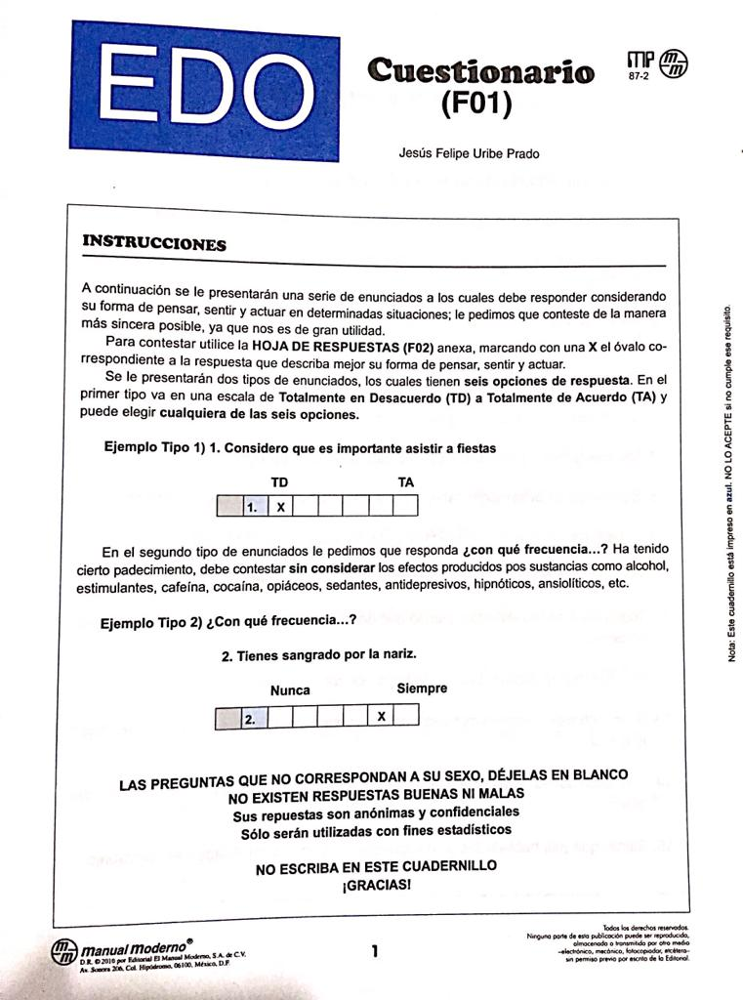 EDO
Cuestionario
(F01)
MP
87-2
Jesús Felipe Uribe Prado
INSTRUCCIONES
A continuación se le presentarán una serie de enunciados a los cuales debe responder considerando
su forma de pensar, sentir y actuar en determinadas situaciones; le pedimos que conteste de la manera
más sincera posible, ya que nos es de gran utilidad.
Para contestar utilice la HOJA DE RESPUESTAS (F02) anexa, marcando con una X el óvalo co-
rrespondiente a la respuesta que describa mejor su forma de pensar, sentir y actuar.
Se le presentarán dos tipos de enunciados, los cuales tienen seis opciones de respuesta. En el
primer tipo va en una escala de Totalmente en Desacuerdo (TD) a Totalmente de Acuerdo (TA) y
puede elegir cualquiera de las seis opciones.
Ejemplo Tipo 1) 1. Considero que es importante asistir a fiestas
TD TA
1. X
En el segundo tipo de enunciados le pedimos que responda ¿con qué frecuencia...? Ha tenido
cierto padecimiento, debe contestar sin considerar los efectos producidos pos sustancias como alcohol,
estimulantes, cafeína, cocaína, opiáceos, sedantes, antidepresivos, hipnóticos, ansiolíticos, etc.
Ejemplo Tipo 2) ¿Con qué frecuencia...?
2. Tienes sangrado por la nariz.
Nunca Siempre
2. X
LAS PREGUNTAS QUE NO CORRESPONDAN A SU SEXO, DÉJELAS EN BLANCO
NO EXISTEN RESPUESTAS BUENAS NI MALAS
Sus repuestas son anónimas y confidenciales
Sólo serán utilizadas con fines estadísticos
NO ESCRIBA EN ESTE CUADERNILLO
¡GRACIAS!
Nota: Este cuadernillo está impreso en azul. NO LO ACEPTE si no cumple ese requisito.
manual moderno®
D.R. © 2016 por Editorial El Manual Moderno, S.A. de C.V.
Av. Sonora 206, Col. Hipódromo, 06100, México, D.F.
1
Todos los derechos reservados.
Ninguna parte de esta publicación puede ser reproducida,
almacenada o transmitida por otro medio
–electrónico, mecánico, fotocopiador, etcétera–
sin permiso previo por escrito de la Editorial.